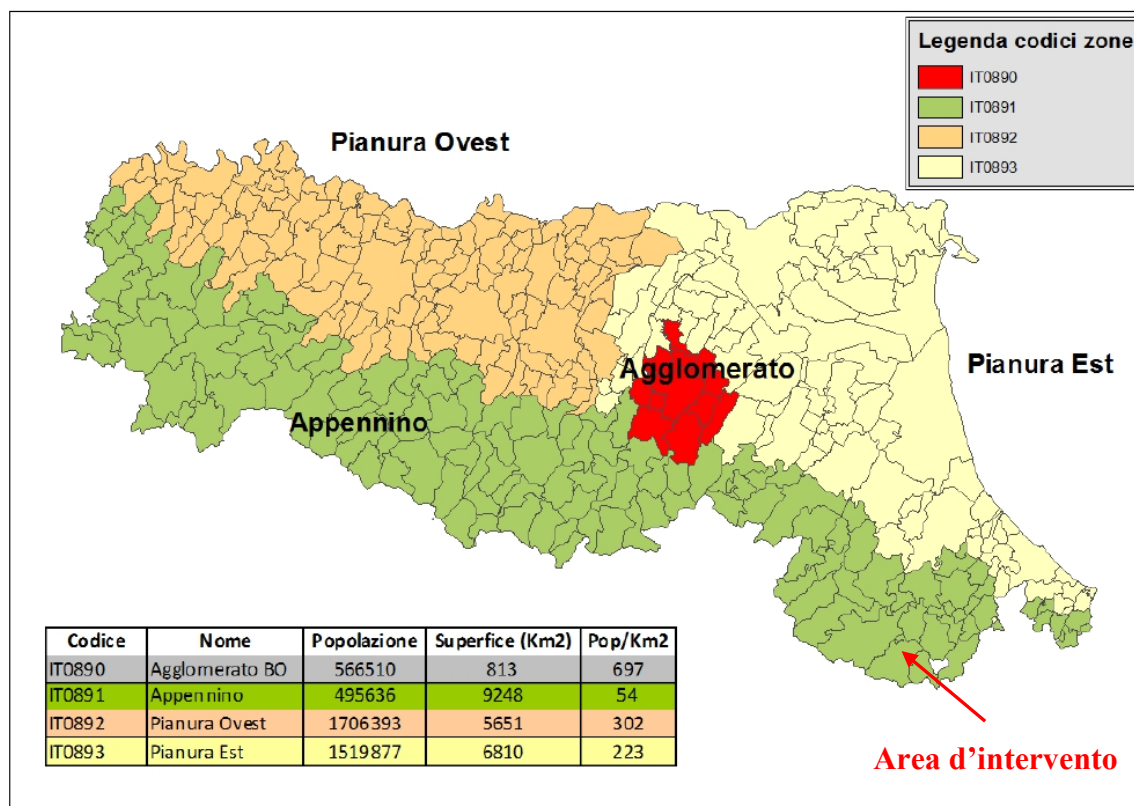 Legenda codici zone
IT0890
IT0891
IT0892
IT0893
Pianura Ovest
Agglomerato
Pianura Est
Appennino
Codice Nome Popolazione Superfice (Km2) Pop/Km2
IT0890 Agglomerato BO 566510 813 697
IT0891 Appennino 495636 9248 54
IT0892 Pianura Ovest 1706393 5651 302
IT0893 Pianura Est 1519877 6810 223
Area d’intervento